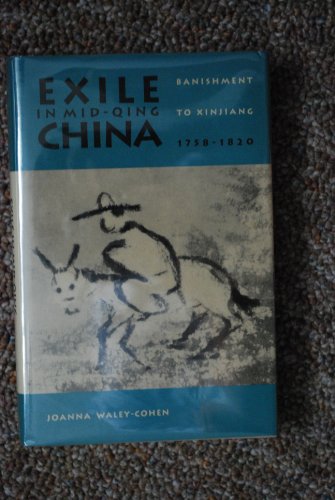 EXILE
IN MID-QING
CHINA
BANISHMENT
TO XINJIANG
1758-1820
JOANNA WALEY-COHEN